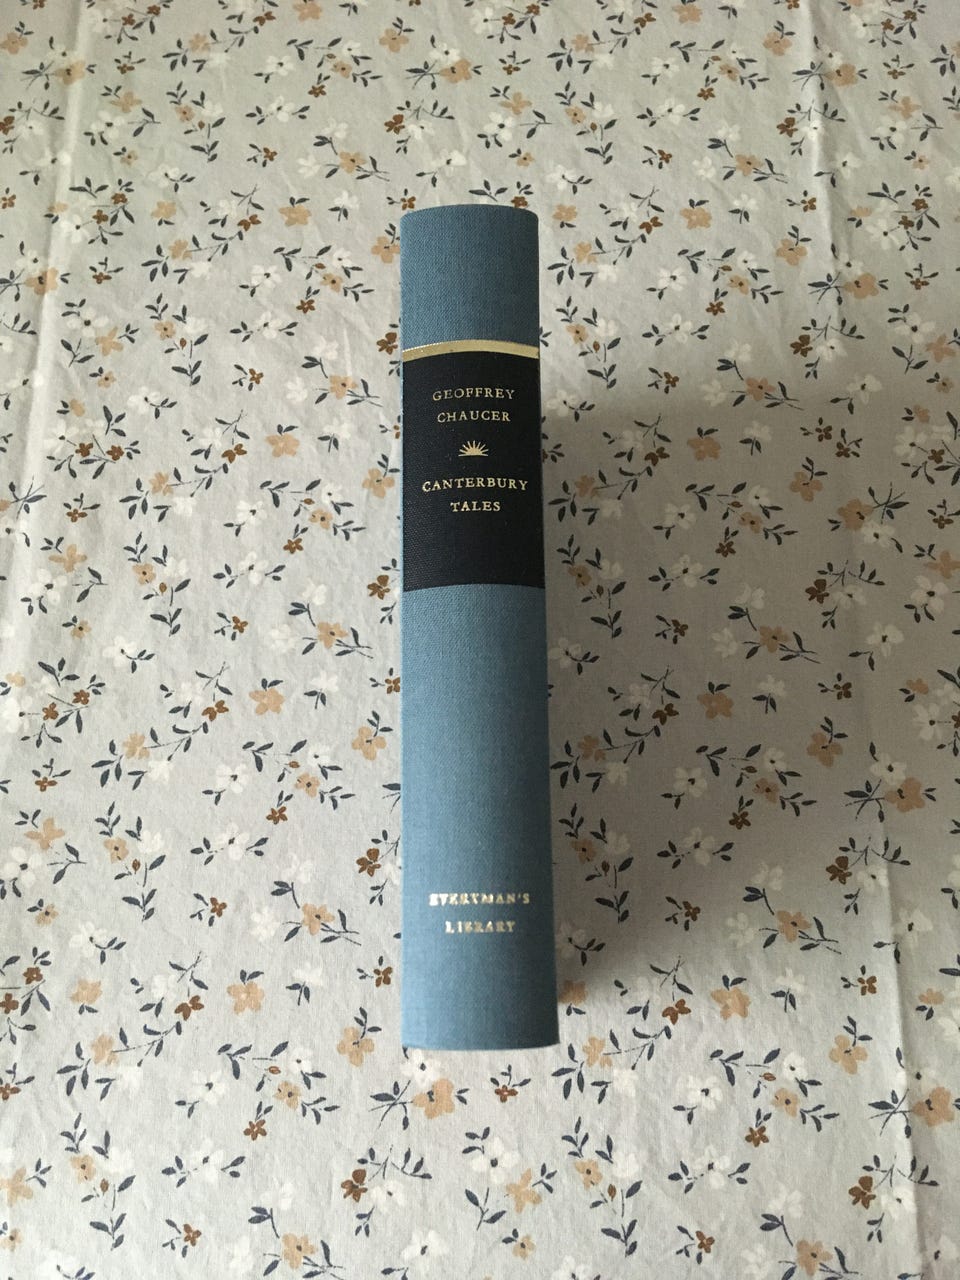 GEOFFREY
CHAUCER
CANTERBURY
TALES
EVERYMAN'S
LIBRARY